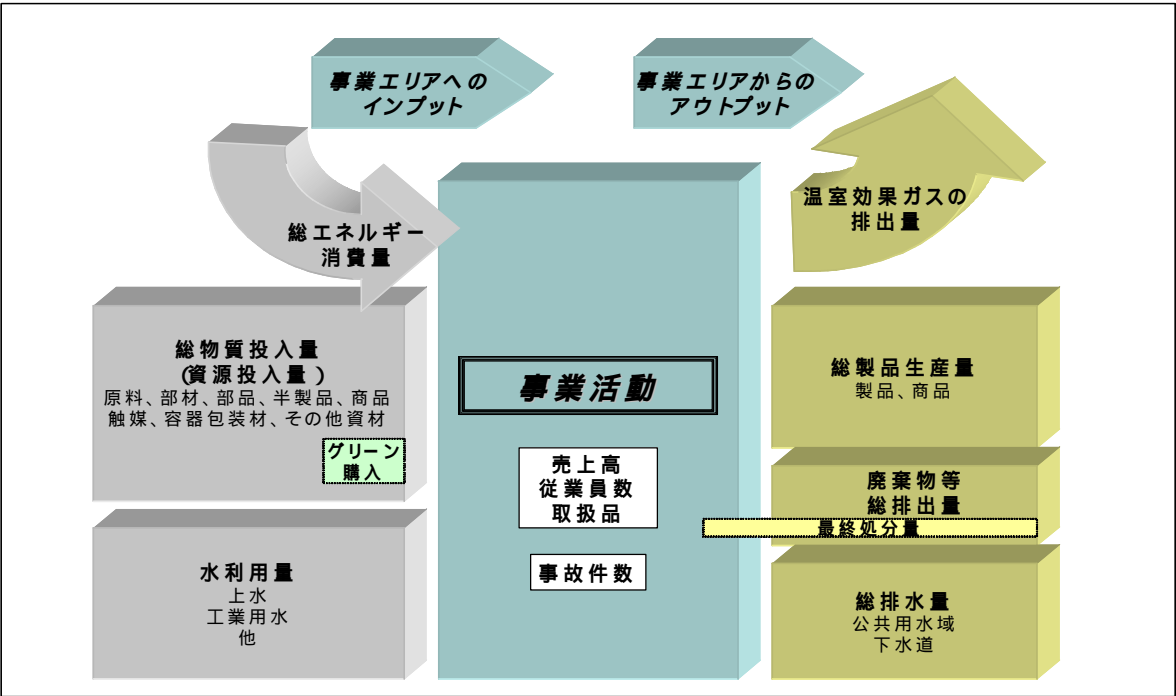 事業エリアへの
インプット
事業エリアからの
アウトプット
総エネルギー
消費量
温室効果ガスの
排出量
総物質投入量
(資源投入量)
原料、部材、部品、半製品、商品
触媒、容器包装材、その他資材
グリーン
購入
水利用量
上水
工業用水
他
事業活動
売上高
従業員数
取扱品
事故件数
総製品生産量
製品、商品
廃棄物等
総排出量
最終処分量
総排水量
公共用水域
下水道